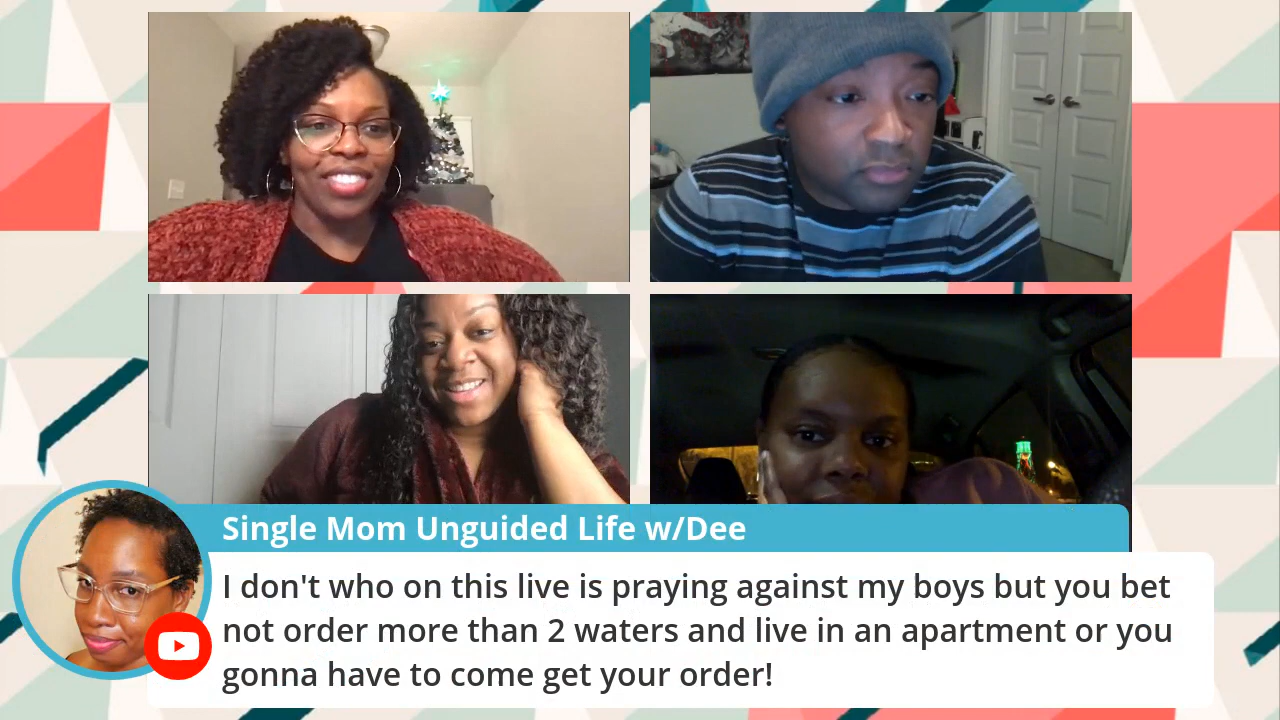 Single Mom Unguided Life w/Dee
I don't who on this live is praying against my boys but you bet
not order more than 2 waters and live in an apartment or you
gonna have to come get your order!